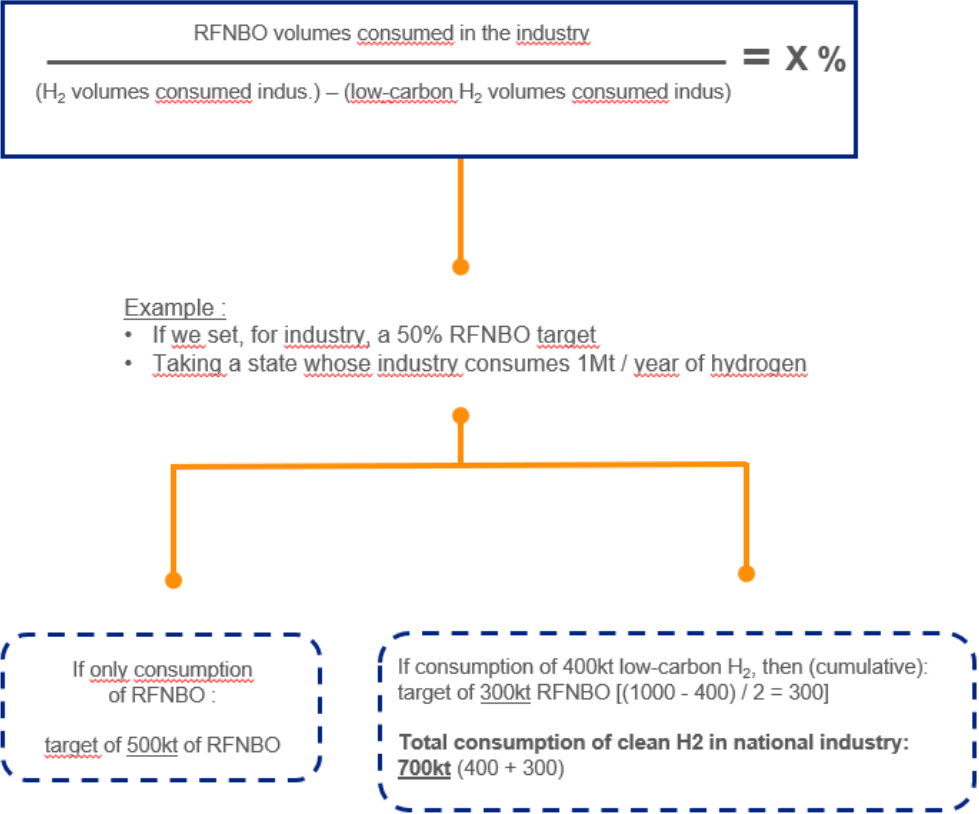 RFNBO volumes consumed in the industry
= X %
(H₂ volumes consumed indus.) – (low-carbon H₂ volumes consumed indus)
Example :
• If we set, for industry, a 50% RFNBO target
• Taking a state whose industry consumes 1Mt / year of hydrogen
If only consumption
of RFNBO :
target of 500kt of RFNBO
If consumption of 400kt low-carbon H₂, then (cumulative):
target of 300kt RFNBO [(1000 - 400) / 2 = 300]
Total consumption of clean H2 in national industry:
700kt (400 + 300)